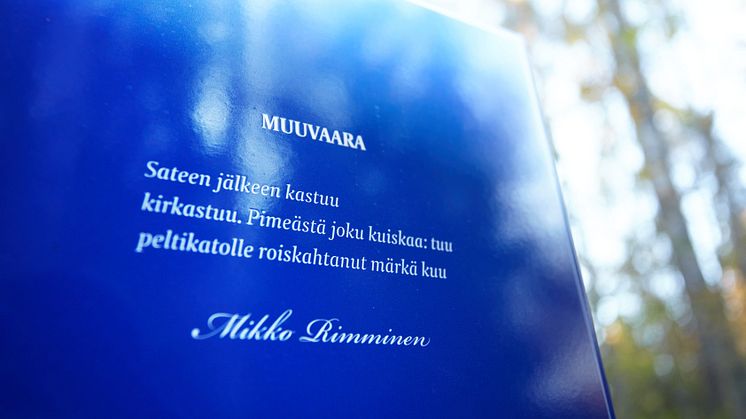 MUUVAARA
Sateen jälkeen kastuu
kirkastuu. Pimeästä joku kuiskaa: tuu
peltikatolle roiskahtanut märkä kuu
Mikko Rimminen